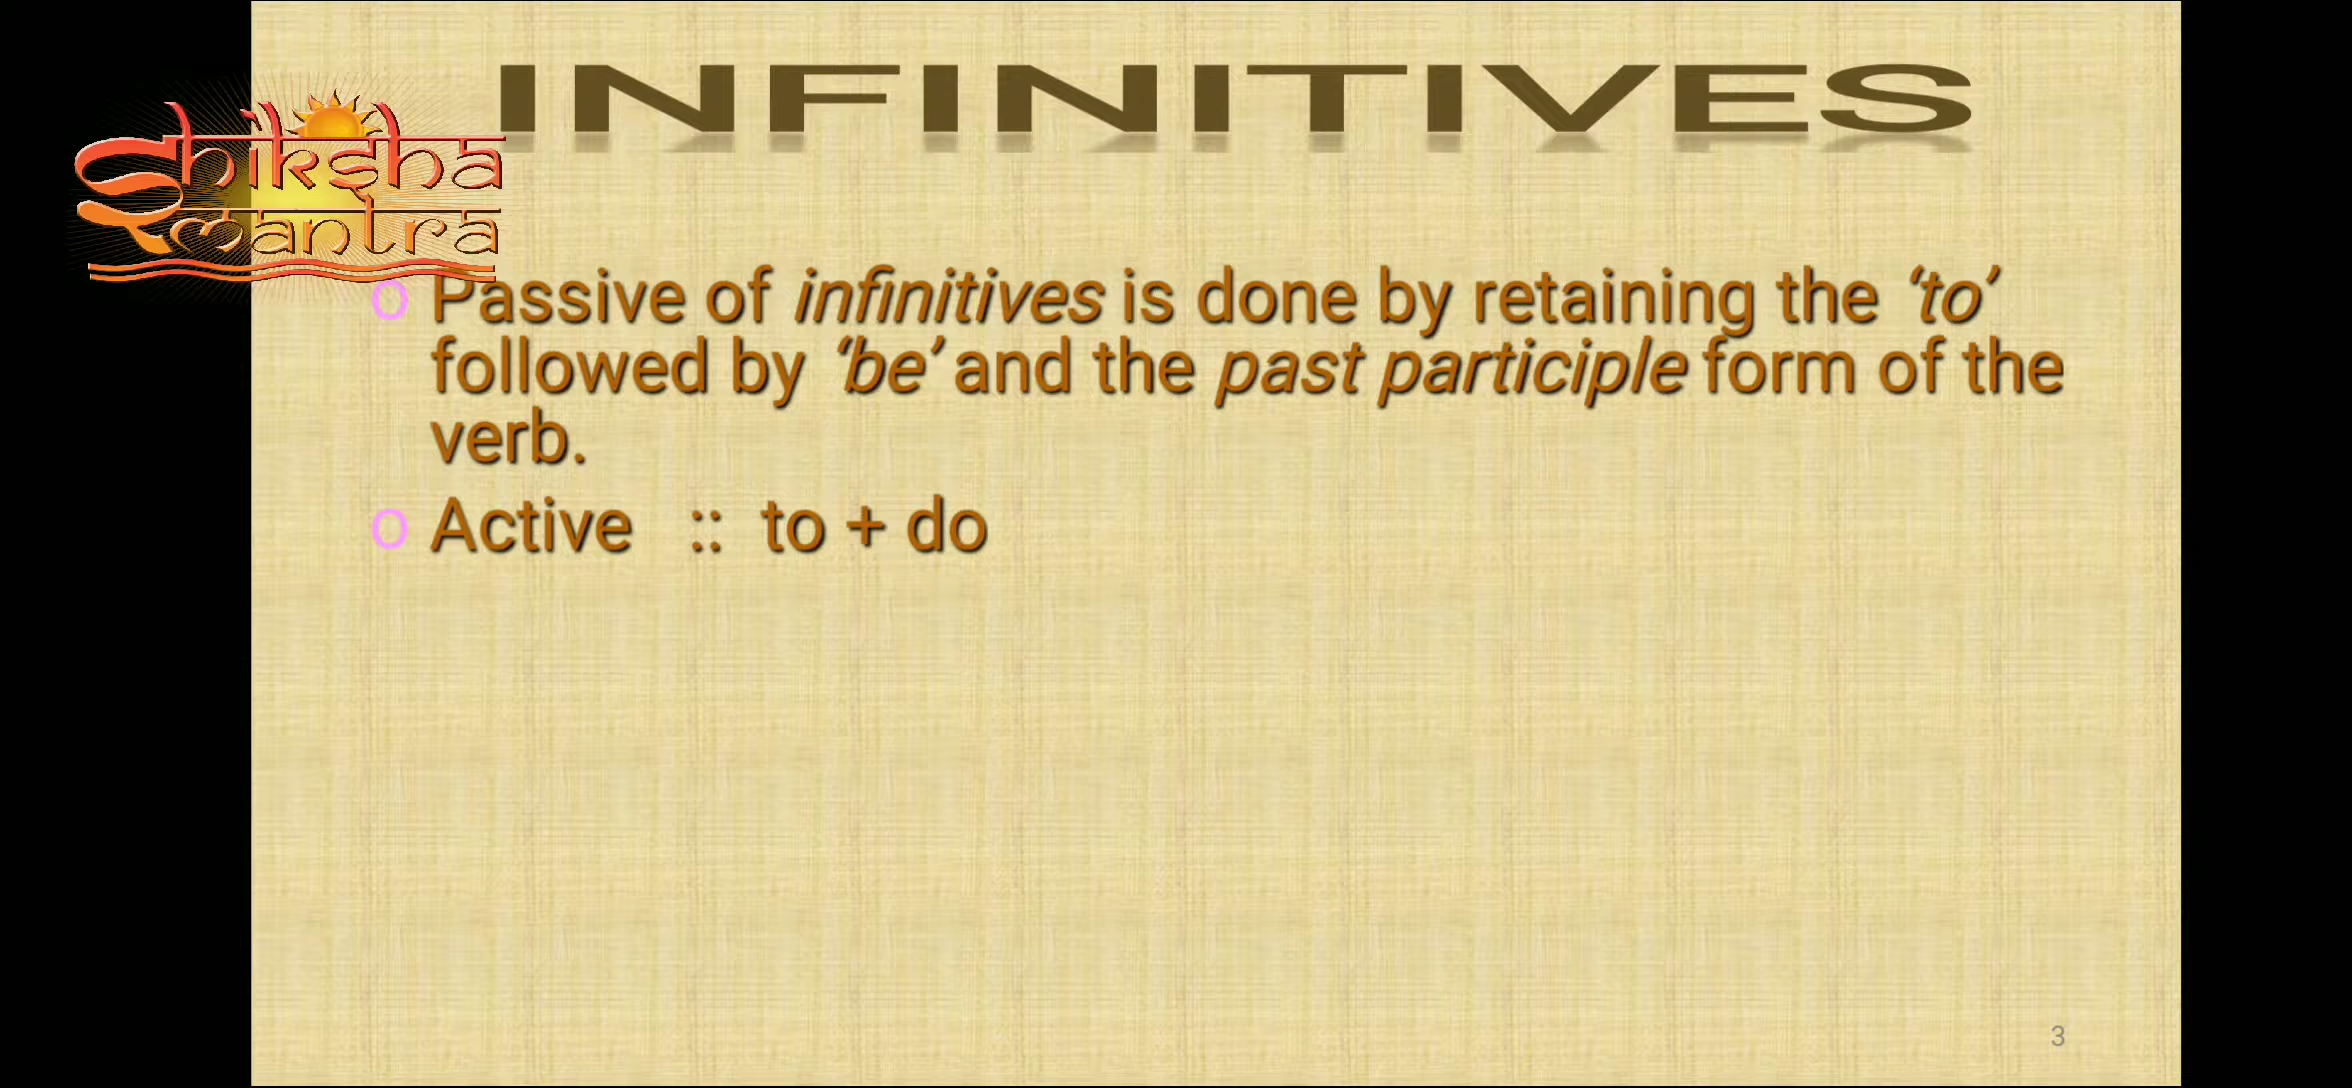 INFINITIVES
Shiksha
mantra
o Passive of infinitives is done by retaining the ‘to’
followed by ‘be’ and the past participle form of the
verb.
o Active :: to + do
3